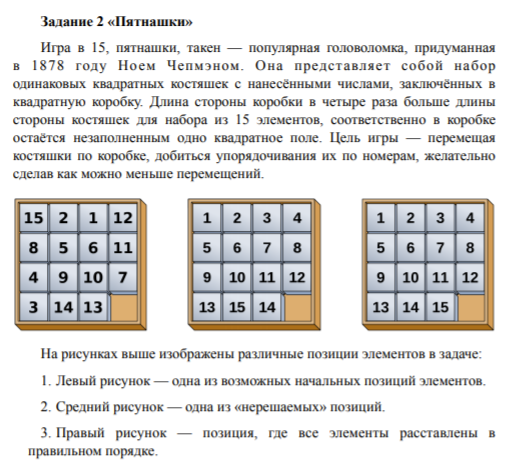 Задание 2 «Пятнашки»
Игра в 15, пятнашки, такен — популярная головоломка, придуманная
в 1878 году Ноем Чепмэном. Она представляет собой набор
одинаковых квадратных костяшек с нанесёнными числами, заключённых в
квадратную коробку. Длина стороны коробки в четыре раза больше длины
стороны костяшек для набора из 15 элементов, соответственно в коробке
остаётся незаполненным одно квадратное поле. Цель игры — перемещая
костяшки по коробке, добиться упорядочивания их по номерам, желательно
сделав как можно меньше перемещений.
15 2 1 12
8 5 6 11
4 9 10 7
3 14 13
1 2 3 4
5 6 7 8
9 10 11 12
13 15 14
1 2 3 4
5 6 7 8
9 10 11 12
13 14 15
На рисунках выше изображены различные позиции элементов в задаче:
1. Левый рисунок — одна из возможных начальных позиций элементов.
2. Средний рисунок — одна из «нерешаемых» позиций.
3. Правый рисунок — позиция, где все элементы расставлены в
правильном порядке.